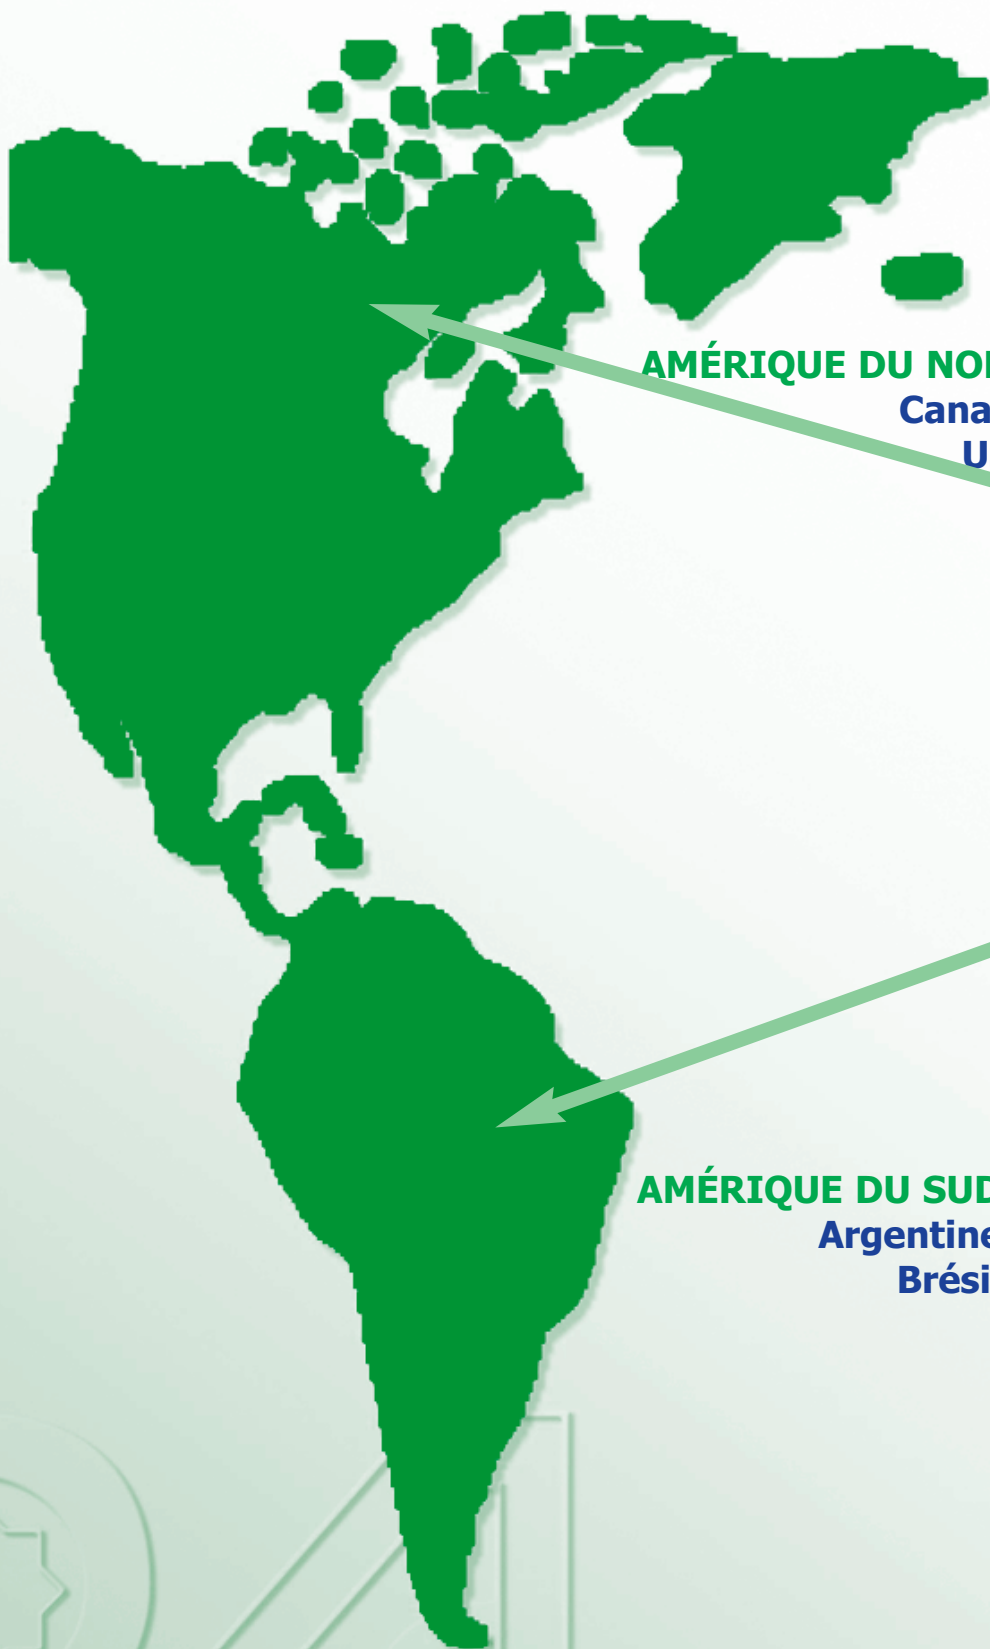 AMÉRIQUE DU NO
Cana
U
AMÉRIQUE DU SUD
Argentine
Brési